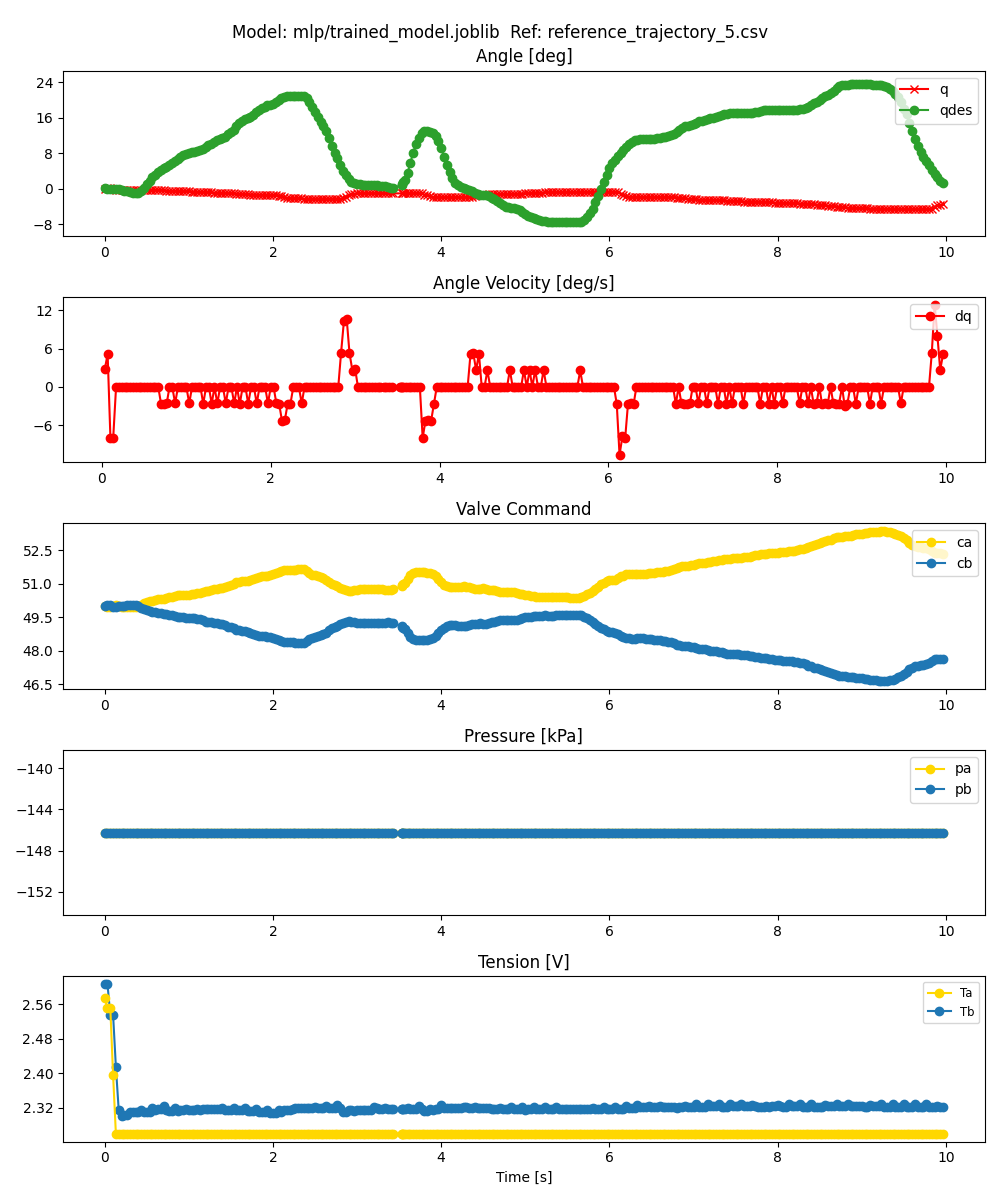 Model: mlp/trained_model.joblib  Ref: reference_trajectory_5.csv
Angle [deg]
24
16
8
0
−8
q
qdes
0 2 4 6 8 10
Angle Velocity [deg/s]
12
6
0
−6
dq
0 2 4 6 8 10
Valve Command
52.5
51.0
49.5
48.0
46.5
ca
cb
0 2 4 6 8 10
Pressure [kPa]
−140
−144
−148
−152
pa
pb
0 2 4 6 8 10
Tension [V]
2.56
2.48
2.40
2.32
Ta
Tb
0 2 4 6 8 10
Time [s]